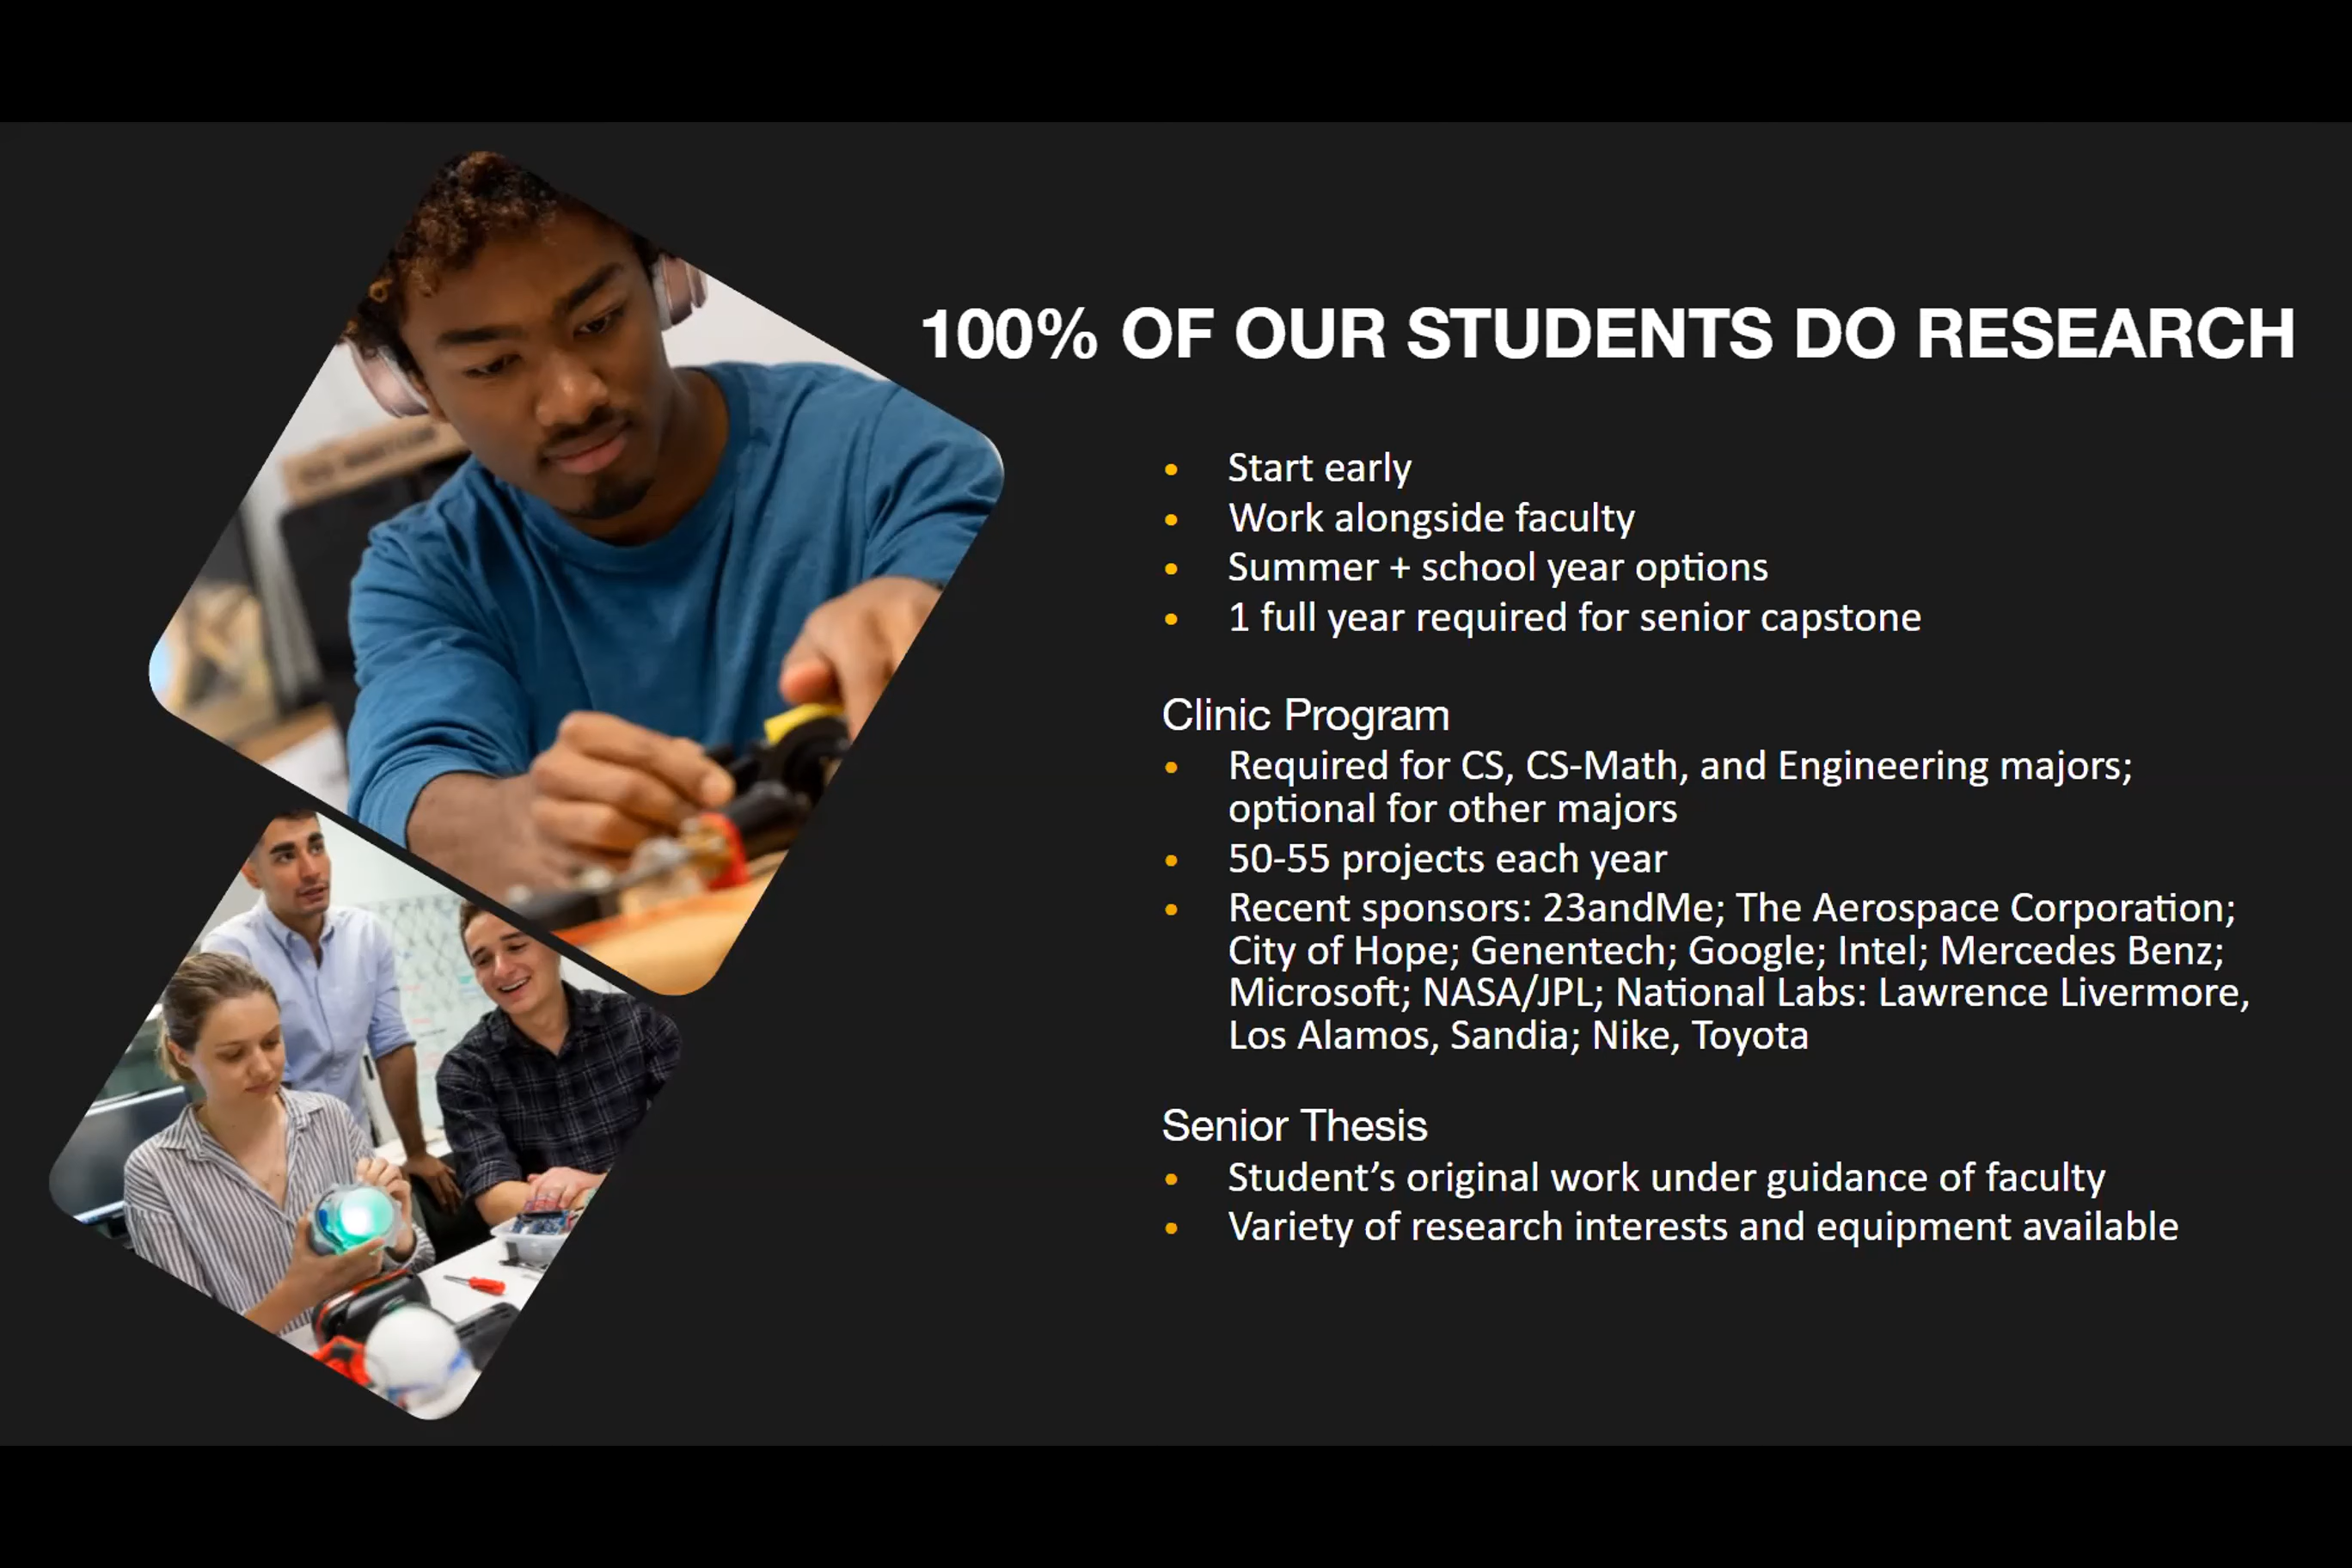 100% OF OUR STUDENTS DO RESEARCH
• Start early
• Work alongside faculty
• Summer + school year options
• 1 full year required for senior capstone
Clinic Program
• Required for CS, CS-Math, and Engineering majors;
optional for other majors
• 50-55 projects each year
• Recent sponsors: 23andMe; The Aerospace Corporation;
City of Hope; Genentech; Google; Intel; Mercedes Benz;
Microsoft; NASA/JPL; National Labs: Lawrence Livermore,
Los Alamos, Sandia; Nike, Toyota
Senior Thesis
• Student’s original work under guidance of faculty
• Variety of research interests and equipment available